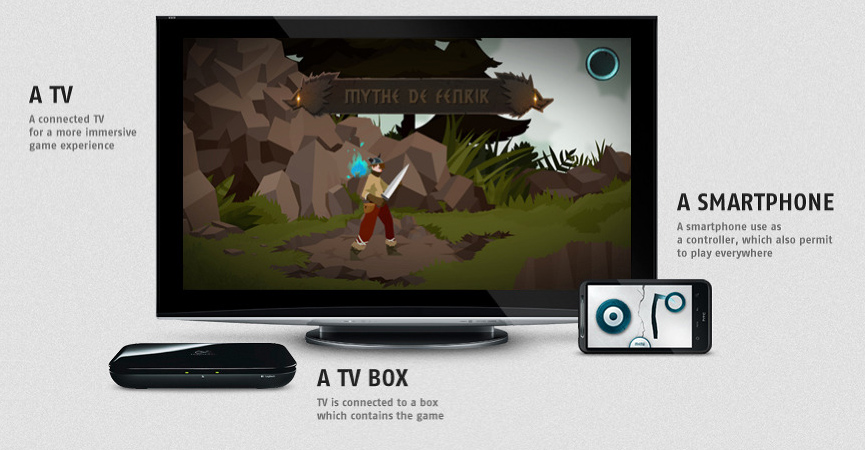 A TV
A connected TV
for a more immersive
game experience
MYTHE DE FENRIR
A SMARTPHONE
A smartphone use as
a controller, which also permit
to play everywhere
A TV BOX
TV is connected to a box
which contains the game